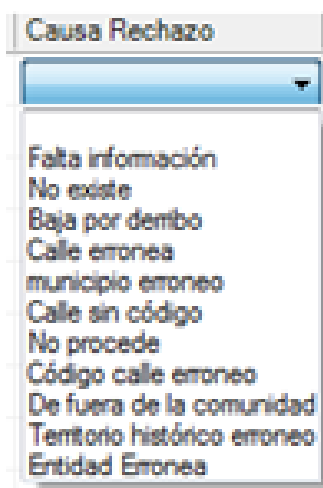 Causa Rechazo
Falta información
No existe
Baja por derribo
Calle erronea
municipio erroneo
Calle sin código
No procede
Código calle erroneo
De fuera de la comunidad
Territorio histórico erroneo
Entidad Erronea